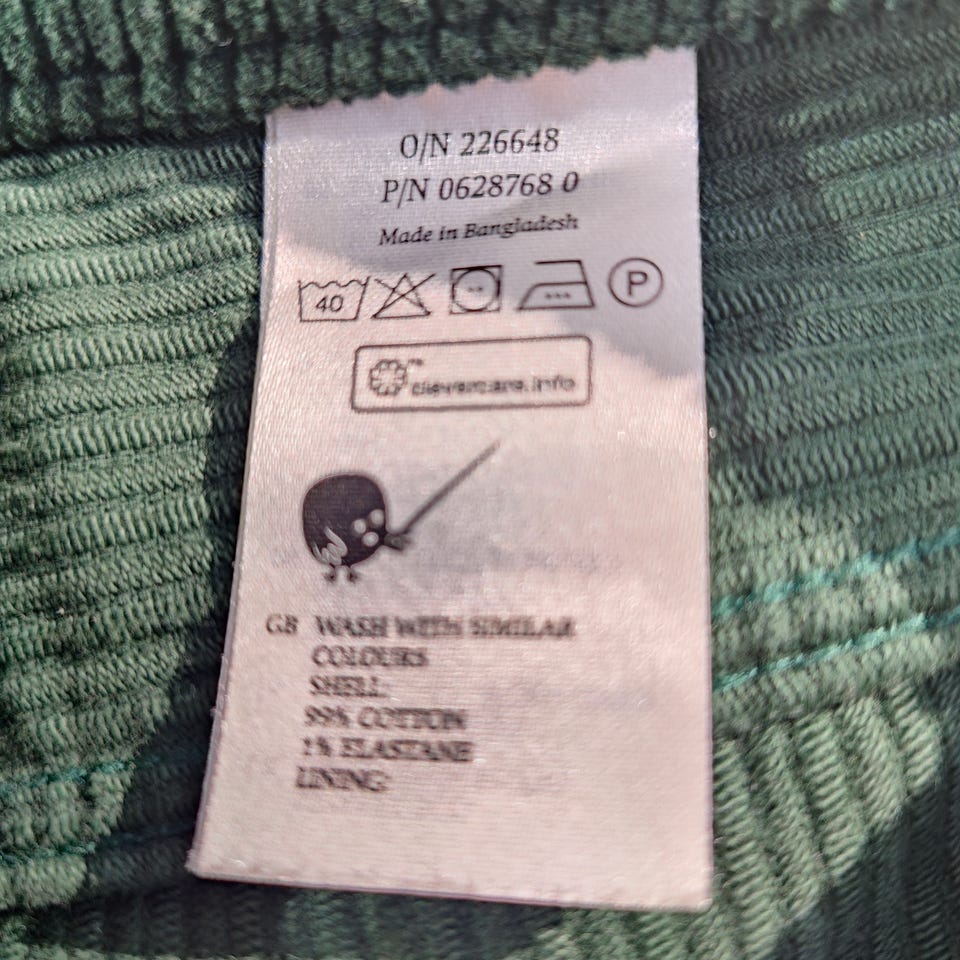 O/N 226648
P/N 0628768 0
Made in Bangladesh
40 P
clevercare.info
GB WASH WITH SIMILAR
COLOURS
SHELL:
99% COTTON
1% ELASTANE
LINING: